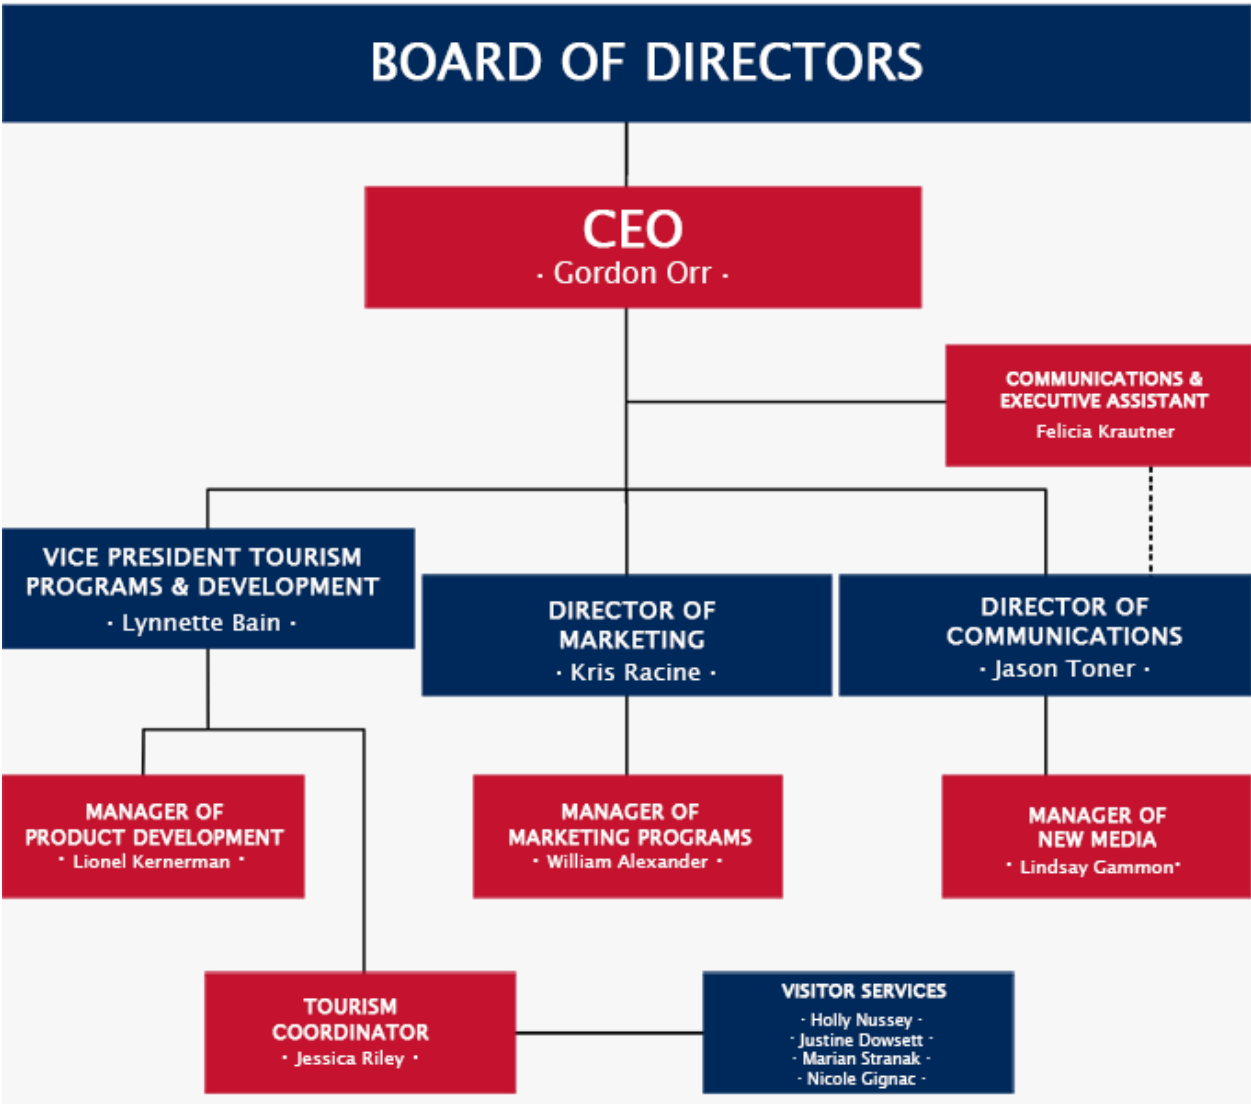 BOARD OF DIRECTORS
CEO
· Gordon Orr ·
COMMUNICATIONS &
EXECUTIVE ASSISTANT
Felicia Krautner
VICE PRESIDENT TOURISM
PROGRAMS & DEVELOPMENT
· Lynnette Bain ·
DIRECTOR OF
MARKETING
· Kris Racine ·
DIRECTOR OF
COMMUNICATIONS
· Jason Toner ·
MANAGER OF
PRODUCT DEVELOPMENT
· Lionel Kernerman ·
MANAGER OF
MARKETING PROGRAMS
· William Alexander ·
MANAGER OF
NEW MEDIA
· Lindsay Gammon·
TOURISM
COORDINATOR
· Jessica Riley ·
VISITOR SERVICES
· Holly Nussey ·
· Justine Dowsett ·
· Marian Stranak ·
· Nicole Gignac ·